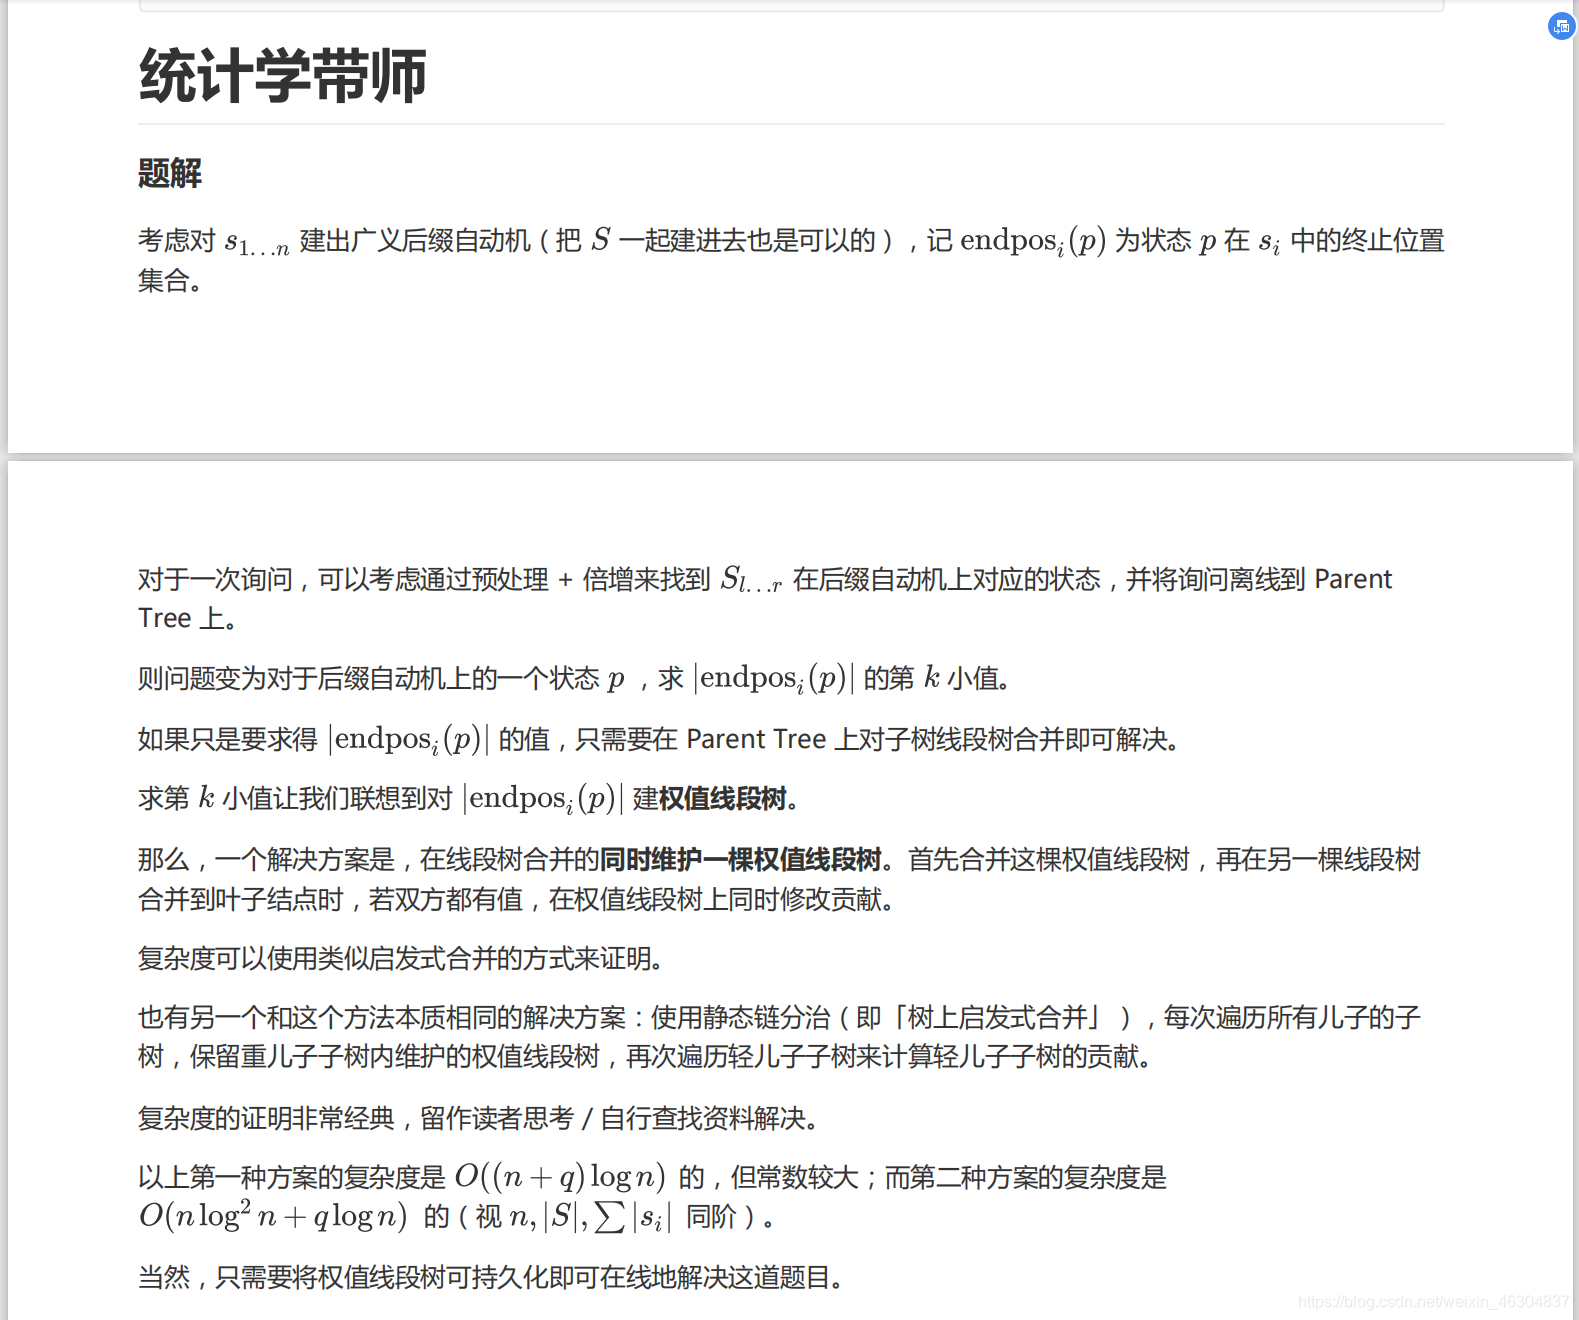 统计学带师
题解
考虑对 $s_{1...n}$ 建出广义后缀自动机（把 $S$ 一起建进去也是可以的），记 $\text{endpos}_i(p)$ 为状态 $p$ 在 $s_i$ 中的终止位置
集合。
对于一次询问，可以考虑通过预处理 + 倍增来找到 $S_{l...r}$ 在后缀自动机上对应的状态，并将询问离线到 Parent
Tree 上。
则问题变为对于后缀自动机上的一个状态 $p$ ，求 $|\text{endpos}_i(p)|$ 的第 $k$ 小值。
如果只是要求得 $|\text{endpos}_i(p)|$ 的值，只需要在 Parent Tree 上对子树线段树合并即可解决。
求第 $k$ 小值让我们联想到对 $|\text{endpos}_i(p)|$ 建权值线段树。
那么，一个解决方案是，在线段树合并的同时维护一棵权值线段树。首先合并这棵权值线段树，再在另一棵线段树
合并到叶子结点时，若双方都有值，在权值线段树上同时修改贡献。
复杂度可以使用类似启发式合并的方式来证明。
也有另一个和这个方法本质相同的解决方案：使用静态链分治（即「树上启发式合并」），每次遍历所有儿子的子
树，保留重儿子子树内维护的权值线段树，再次遍历轻儿子子树来计算轻儿子子树的贡献。
复杂度的证明非常经典，留作读者思考 / 自行查找资料解决。
以上第一种方案的复杂度是 $O((n+q)\log n)$ 的，但常数较大；而第二种方案的复杂度是
$O(n\log^2 n+q\log n)$ 的（视 $n,|S|,\sum|s_i|$ 同阶）。
当然，只需要将权值线段树可持久化即可在线地解决这道题目。
https://blog.csdn.net/weixin_46304837